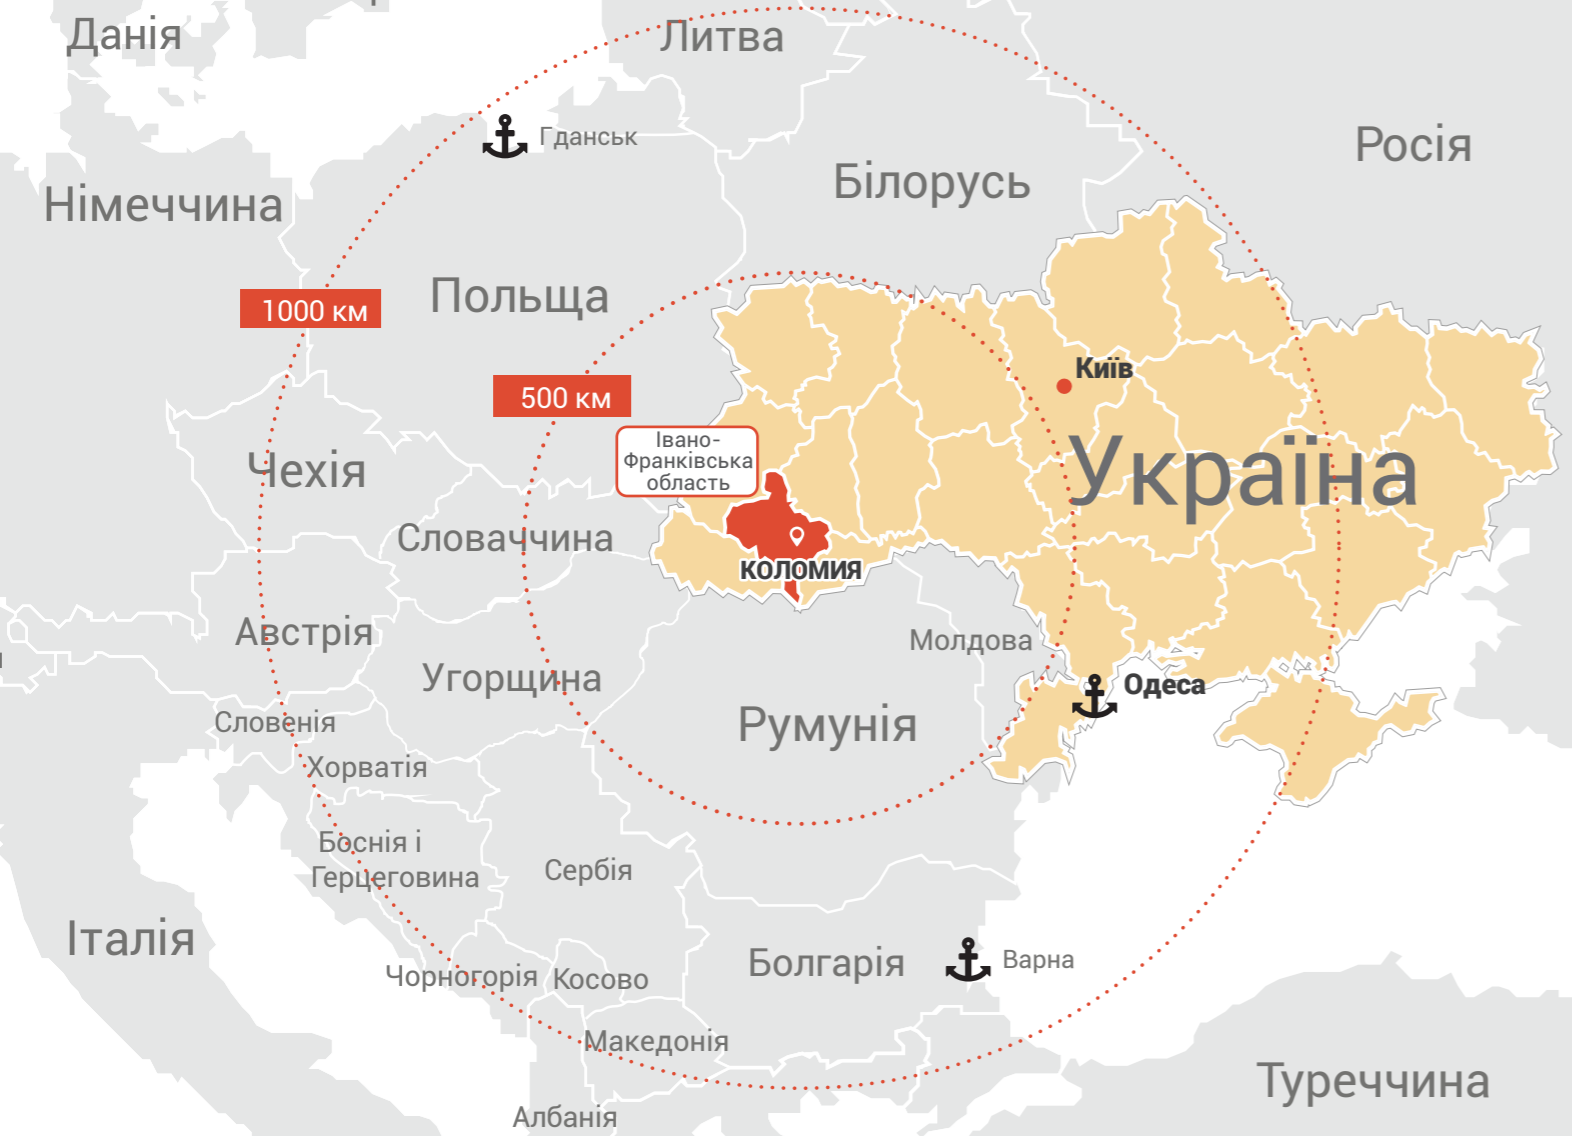 Данія
Литва
Гданськ
Росія
Білорусь
Німеччина
Польща
1000 км
Київ
500 км
Івано-
Франківська
область
Україна
Чехія
Словаччина
КОЛОМИЯ
Австрія
Молдова
Угорщина
Одеса
Словенія
Румунія
Хорватія
Боснія і
Герцеговина
Сербія
Італія
Болгарія
Варна
Чорногорія
Косово
Македонія
Туреччина
Албанія